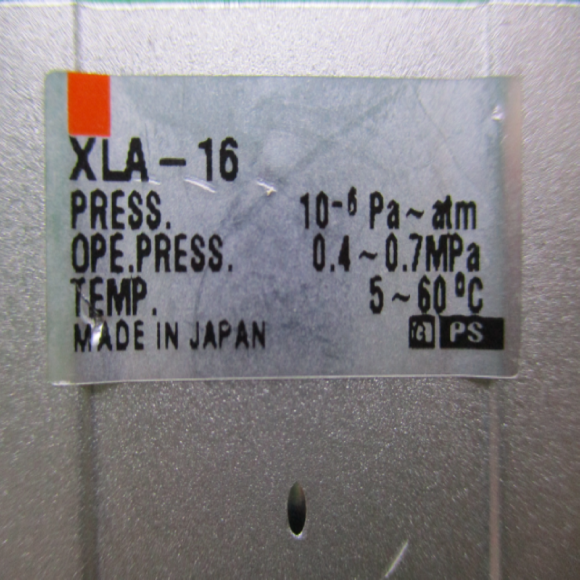 XLA-16
PRESS. 10⁻⁶ Pa~atm
OPE.PRESS. 0.4~0.7MPa
TEMP. 5~60 ºC
MADE IN JAPAN PS